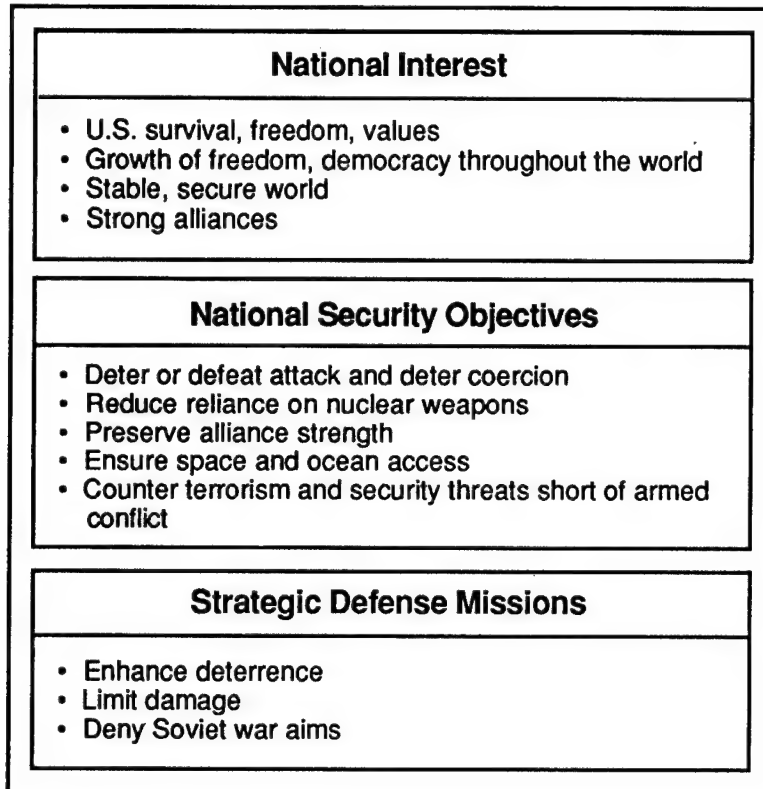 National Interest
• U.S. survival, freedom, values
• Growth of freedom, democracy throughout the world
• Stable, secure world
• Strong alliances
National Security Objectives
• Deter or defeat attack and deter coercion
• Reduce reliance on nuclear weapons
• Preserve alliance strength
• Ensure space and ocean access
• Counter terrorism and security threats short of armed
conflict
Strategic Defense Missions
• Enhance deterrence
• Limit damage
• Deny Soviet war aims